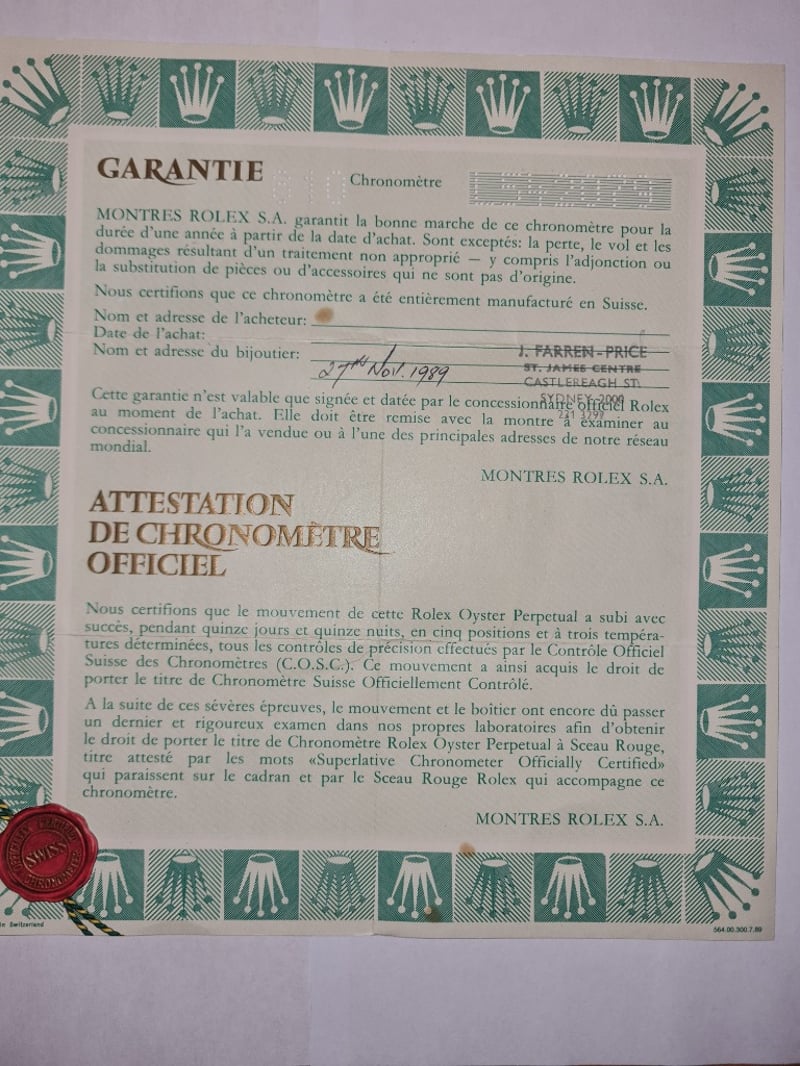 GARANTIE
810 Chronomètre
MONTRES ROLEX S.A. garantit la bonne marche de ce chronomètre pour la
durée d'une année à partir de la date d'achat. Sont exceptés: la perte, le vol et les
dommages résultant d'un traitement non approprié — y compris l'adjonction ou
la substitution de pièces ou d'accessoires qui ne sont pas d'origine.
Nous certifions que ce chronomètre a été entièrement manufacturé en Suisse.
Nom et adresse de l'acheteur:
Date de l'achat:
Nom et adresse du bijoutier:
27TH Nov. 1989
J. FARREN-PRICE
ST. JAMES CENTRE
CASTLEREAGH ST.
SYDNEY 2000
Cette garantie n'est valable que signée et datée par le concessionnaire officiel Rolex
au moment de l'achat. Elle doit être remise avec la montre à examiner au
concessionnaire qui l'a vendue ou à l'une des principales adresses de notre réseau
mondial.
MONTRES ROLEX S.A.
ATTESTATION
DE CHRONOMÈTRE
OFFICIEL
Nous certifions que le mouvement de cette Rolex Oyster Perpetual a subi avec
succès, pendant quinze jours et quinze nuits, en cinq positions et à trois tempéra-
tures déterminées, tous les contrôles de précision effectués par le Contrôle Officiel
Suisse des Chronomètres (C.O.S.C.). Ce mouvement a ainsi acquis le droit de
porter le titre de Chronomètre Suisse Officiellement Contrôlé.
A la suite de ces sévères épreuves, le mouvement et le boîtier ont encore dû passer
un dernier et rigoureux examen dans nos propres laboratoires afin d'obtenir
le droit de porter le titre de Chronomètre Rolex Oyster Perpetual à Sceau Rouge,
titre attesté par les mots «Superlative Chronometer Officially Certified»
qui paraissent sur le cadran et par le Sceau Rouge Rolex qui accompagne ce
chronomètre.
MONTRES ROLEX S.A.
OFFICIALLY CERTIFIED
SWISS
CHRONOMETER
in Switzerland
564.00.300.7.89